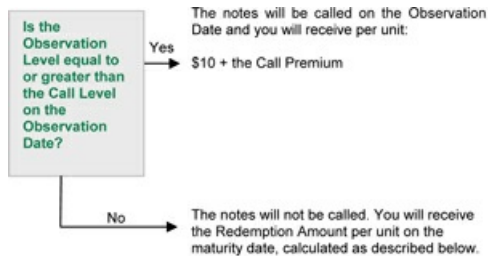 Is the
Observation
Level equal to
or greater than
the Call Level
on the
Observation
Date?
Yes
The notes will be called on the Observation
Date and you will receive per unit:
$10 + the Call Premium
No
The notes will not be called. You will receive
the Redemption Amount per unit on the
maturity date, calculated as described below.